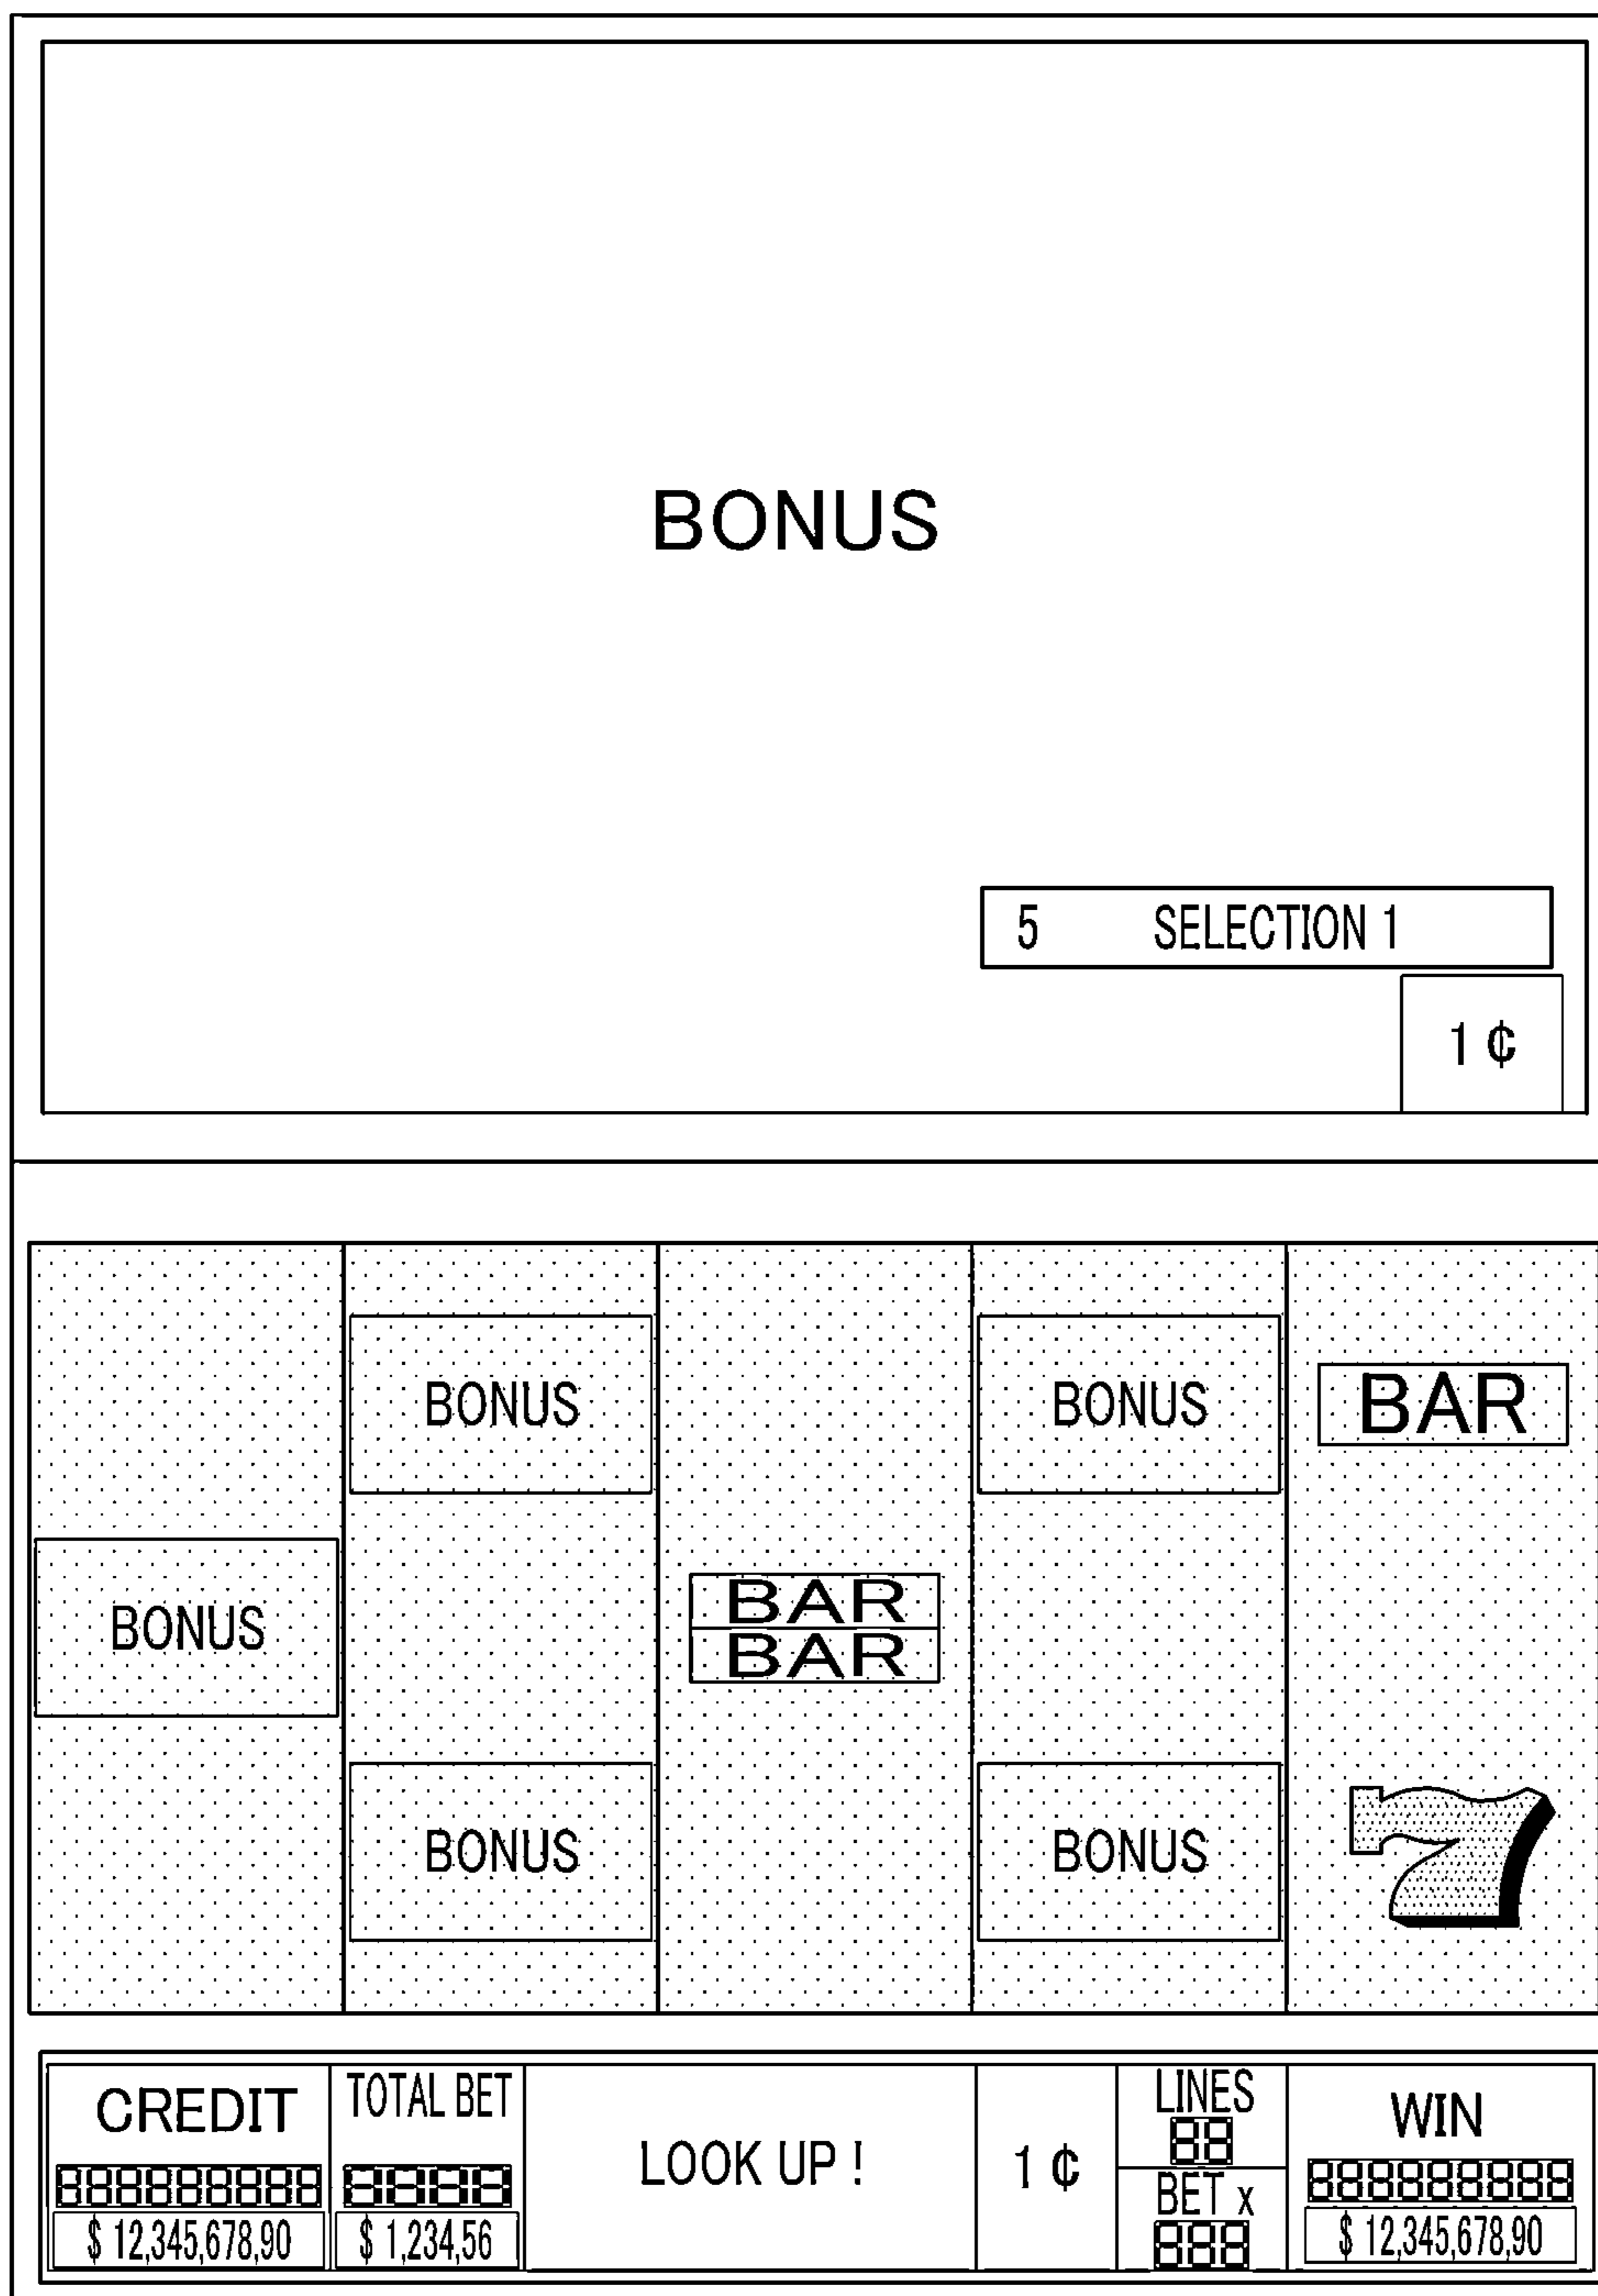 BONUS
5 SELECTION 1
1 ¢
BONUS BONUS BAR
BONUS BAR
BAR
BONUS BONUS 7
CREDIT TOTAL BET LOOK UP ! 1 ¢ LINES WIN
88
888888888 8888 BET x 888888888
$ 12,345,678,90 $ 1,234,56 888 $ 12,345,678,90